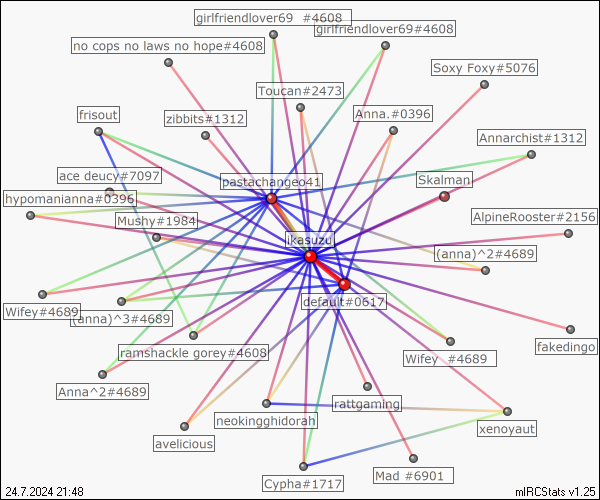 girlfriendlover69  #4608
girlfriendlover69#4608
no cops no laws no hope#4608
Soxy Foxy#5076
Toucan#2473
frisout
zibbits#1312
Anna.#0396
Annarchist#1312
ace deucy#7097
pastachangeo41
Skalman
hypomanianna#0396
Mushy#1984
AlpineRooster#2156
ikasuzu
(anna)^2#4689
Wifey#4689
(anna)^3#4689
default#0617
ramshackle gorey#4608
Wifey  #4689
fakedingo
Anna^2#4689
rattgaming
neokingghidorah
xenoyaut
avelicious
Cypha#1717
Mad #6901
24.7.2024 21:48
mIRCStats v1.25